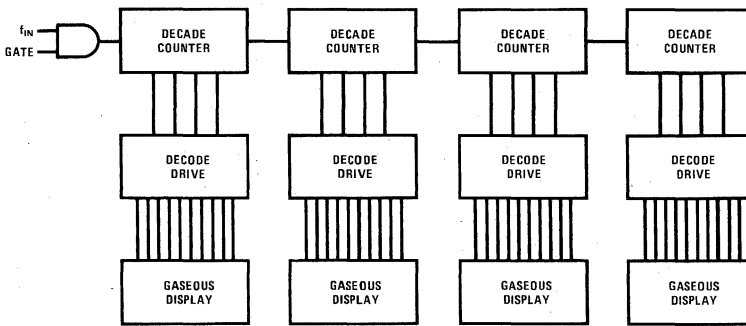 fIN
GATE
DECADE
COUNTER
DECADE
COUNTER
DECADE
COUNTER
DECADE
COUNTER
DECODE
DRIVE
DECODE
DRIVE
DECODE
DRIVE
DECODE
DRIVE
GASEOUS
DISPLAY
GASEOUS
DISPLAY
GASEOUS
DISPLAY
GASEOUS
DISPLAY